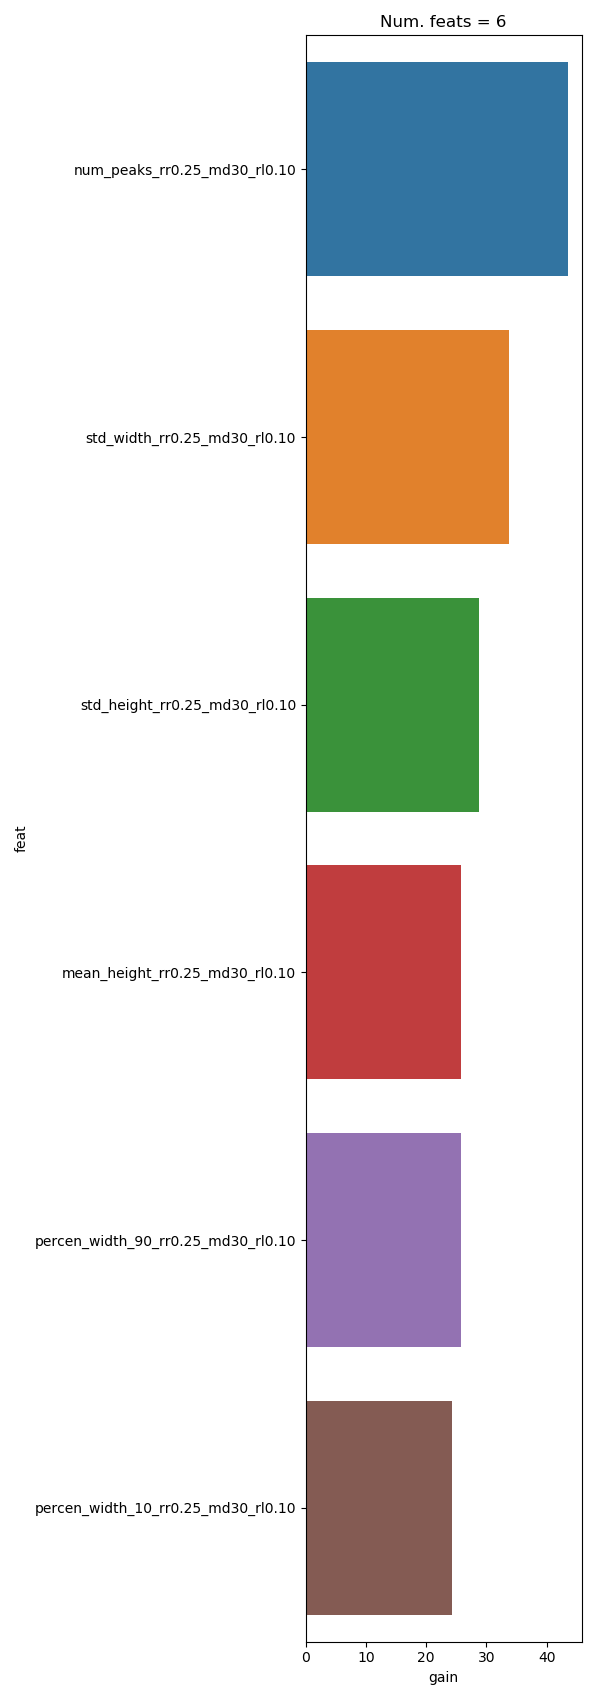 Num. feats = 6
num_peaks_rr0.25_md30_rl0.10
std_width_rr0.25_md30_rl0.10
std_height_rr0.25_md30_rl0.10
feat
mean_height_rr0.25_md30_rl0.10
percen_width_90_rr0.25_md30_rl0.10
percen_width_10_rr0.25_md30_rl0.10
0 10 20 30 40
gain